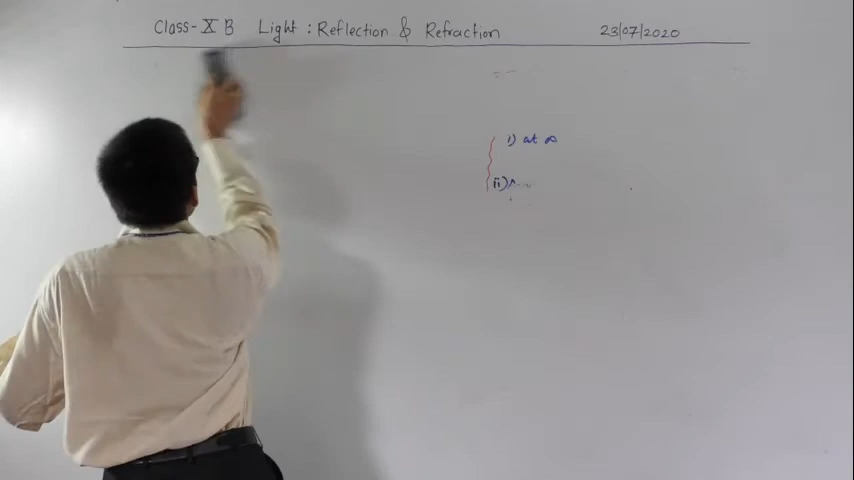 Class- X B Light : Reflection & Refraction 23/07/2020
i) at ∞
ii)